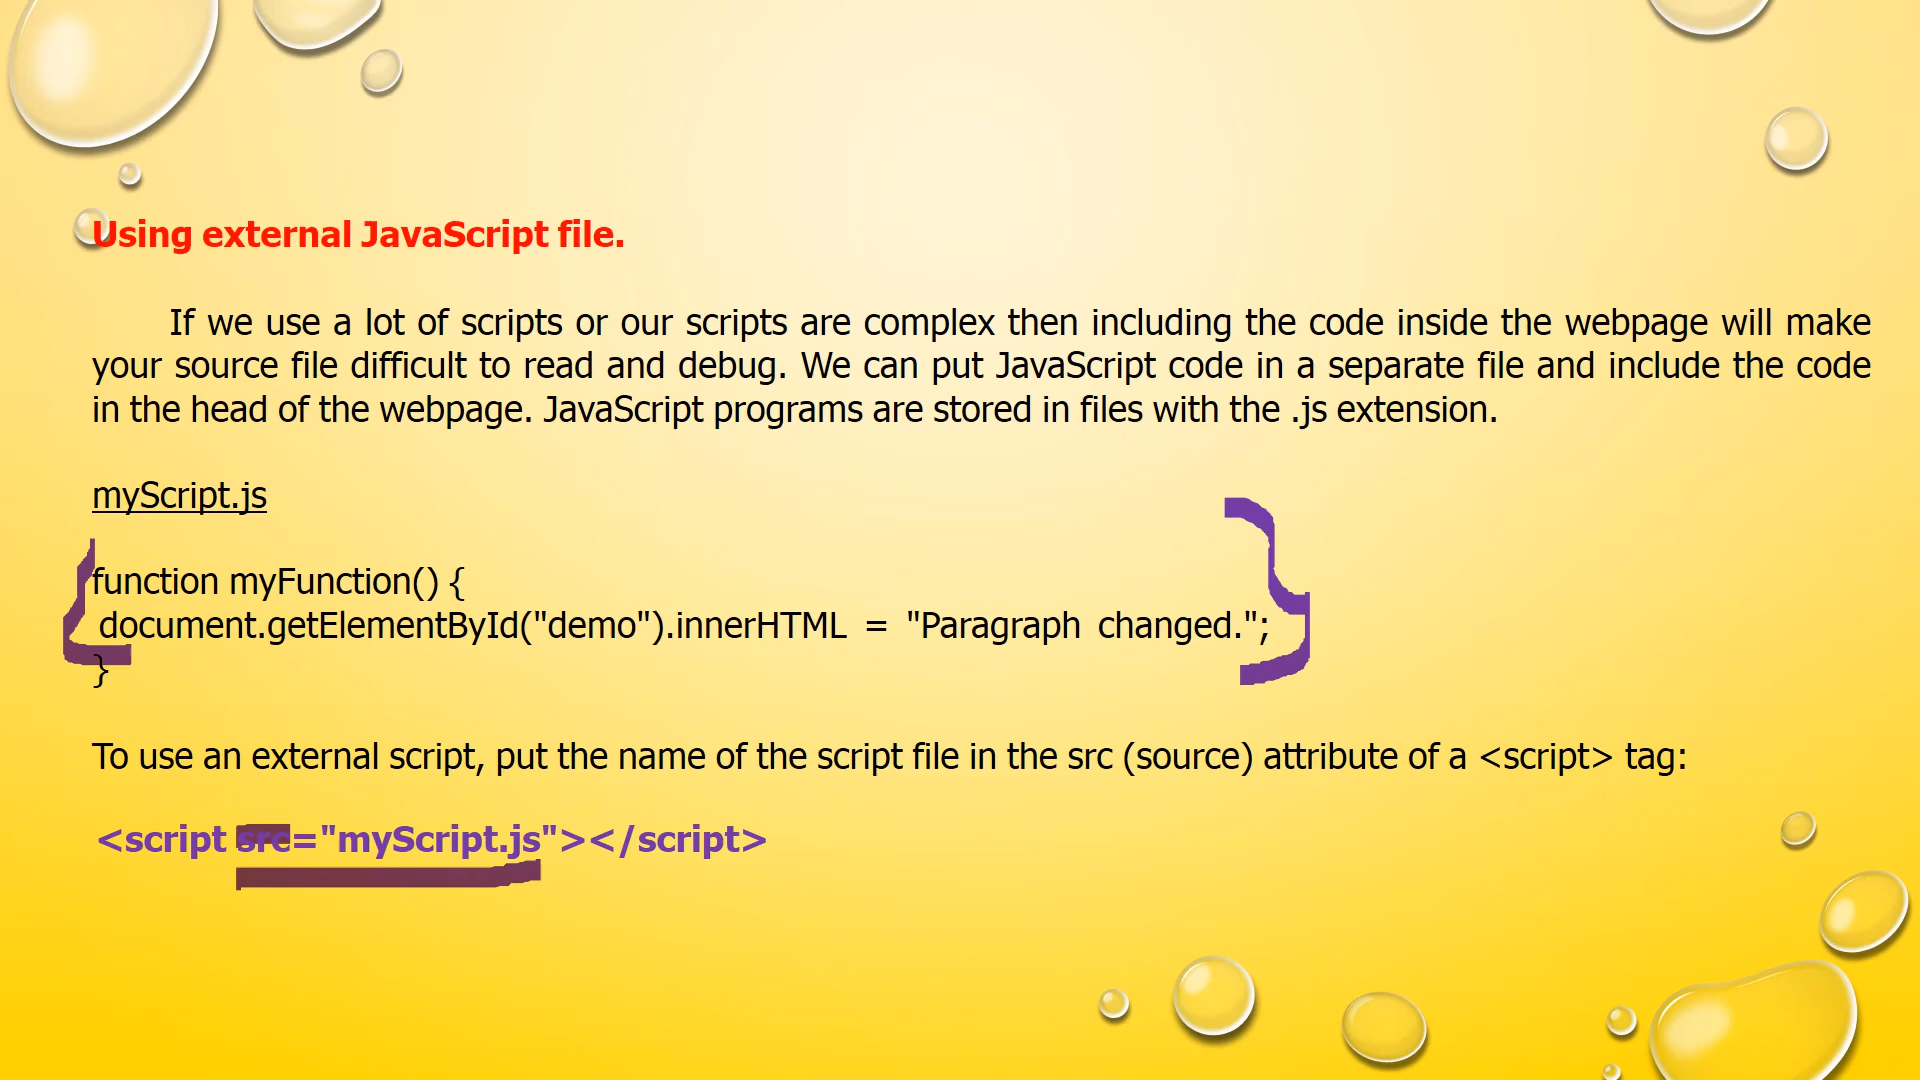 Using external JavaScript file.
If we use a lot of scripts or our scripts are complex then including the code inside the webpage will make
your source file difficult to read and debug. We can put JavaScript code in a separate file and include the code
in the head of the webpage. JavaScript programs are stored in files with the .js extension.
myScript.js
function myFunction() {
document.getElementById("demo").innerHTML = "Paragraph changed.";
}
To use an external script, put the name of the script file in the src (source) attribute of a <script> tag:
<script src="myScript.js"></script>